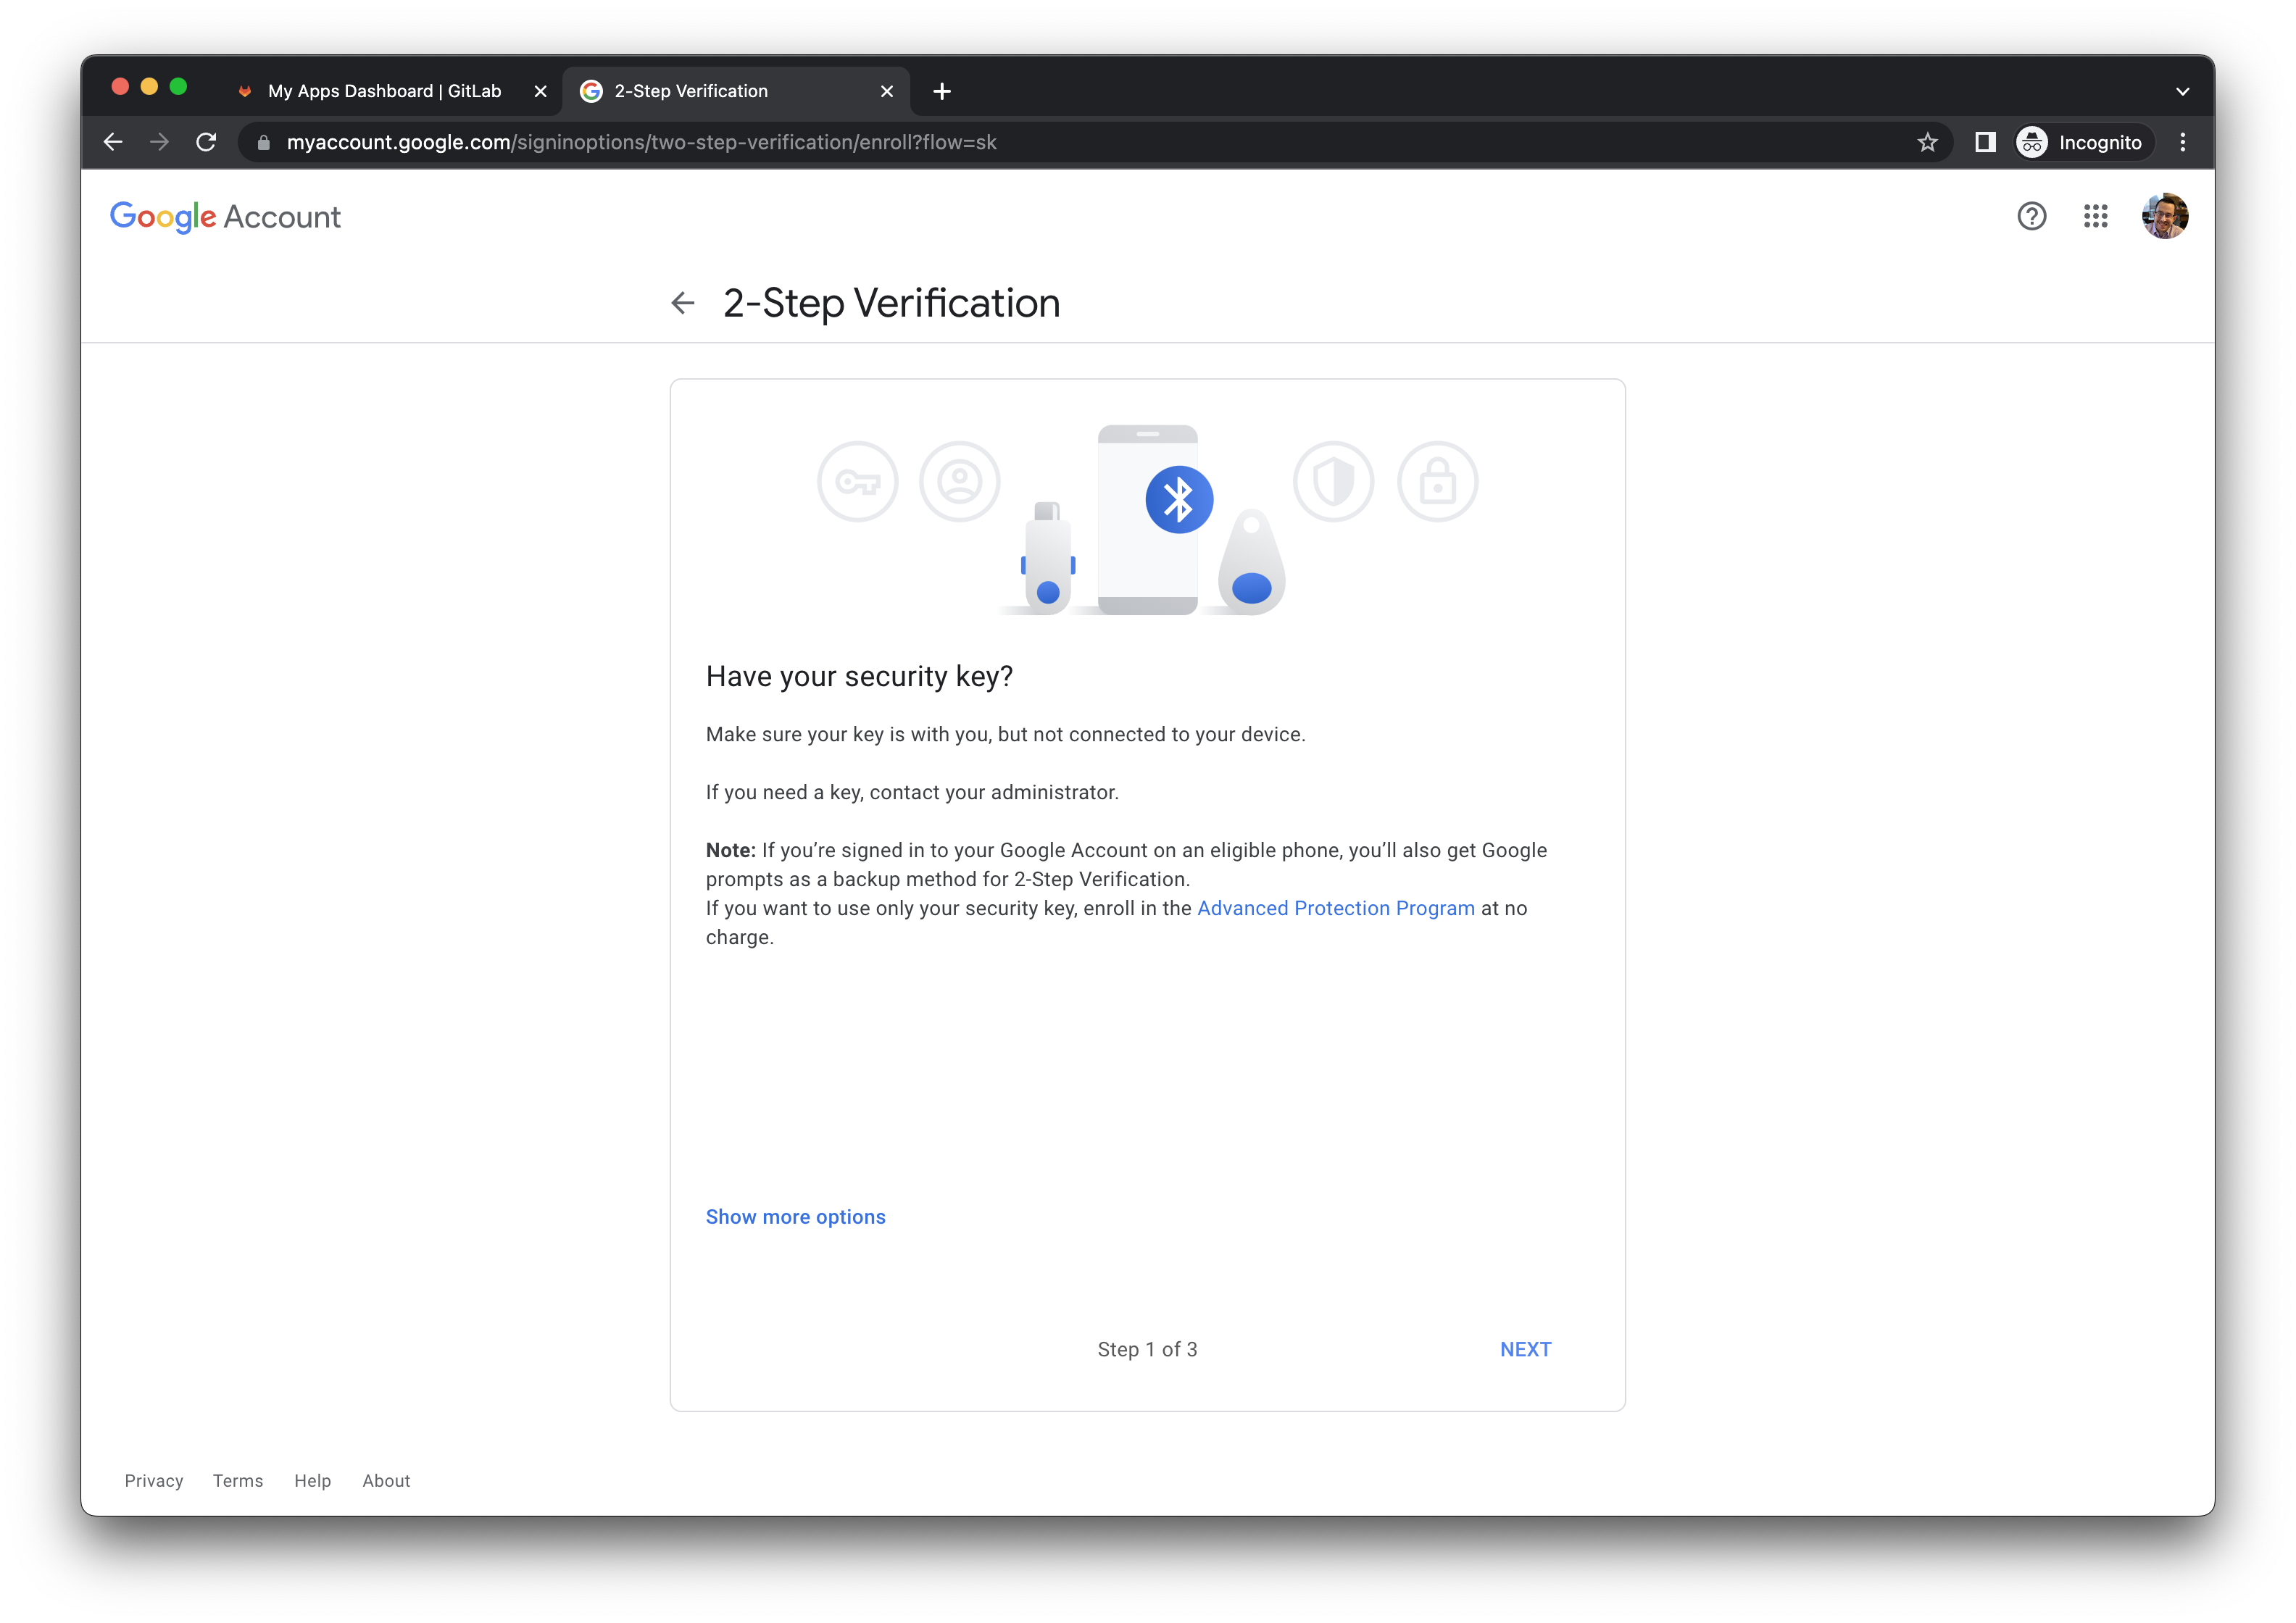 My Apps Dashboard | GitLab
2-Step Verification
myaccount.google.com/signinoptions/two-step-verification/enroll?flow=sk
Incognito
Google Account
2-Step Verification
Have your security key?
Make sure your key is with you, but not connected to your device.
If you need a key, contact your administrator.
Note: If you’re signed in to your Google Account on an eligible phone, you’ll also get Google
prompts as a backup method for 2-Step Verification.
If you want to use only your security key, enroll in the Advanced Protection Program at no
charge.
Show more options
Step 1 of 3
NEXT
Privacy Terms Help About